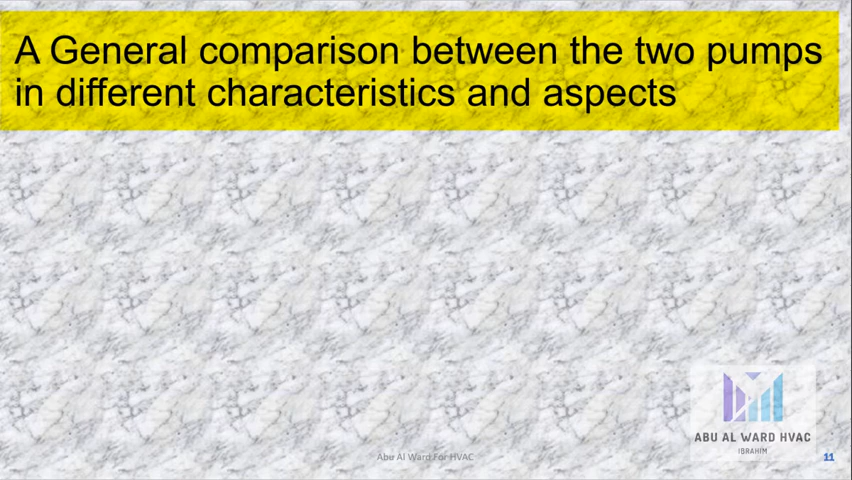 A General comparison between the two pumps
in different characteristics and aspects
ABU AL WARD HVAC
IBRAHIM
Abu Al Ward For HVAC
11